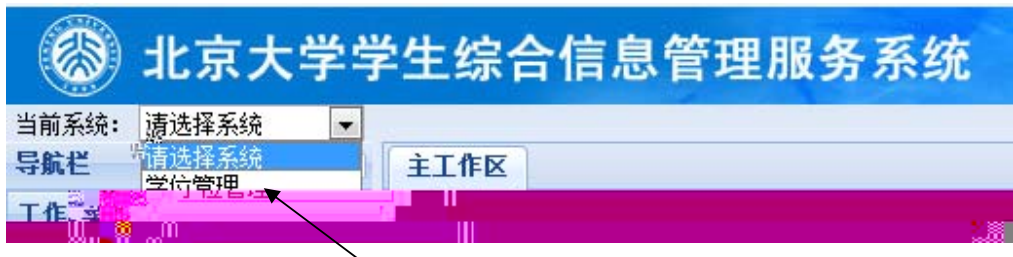 北京大学学生综合信息管理服务系统
当前系统: 请选择系统
导航栏 请选择系统 主工作区
学位管理
工作